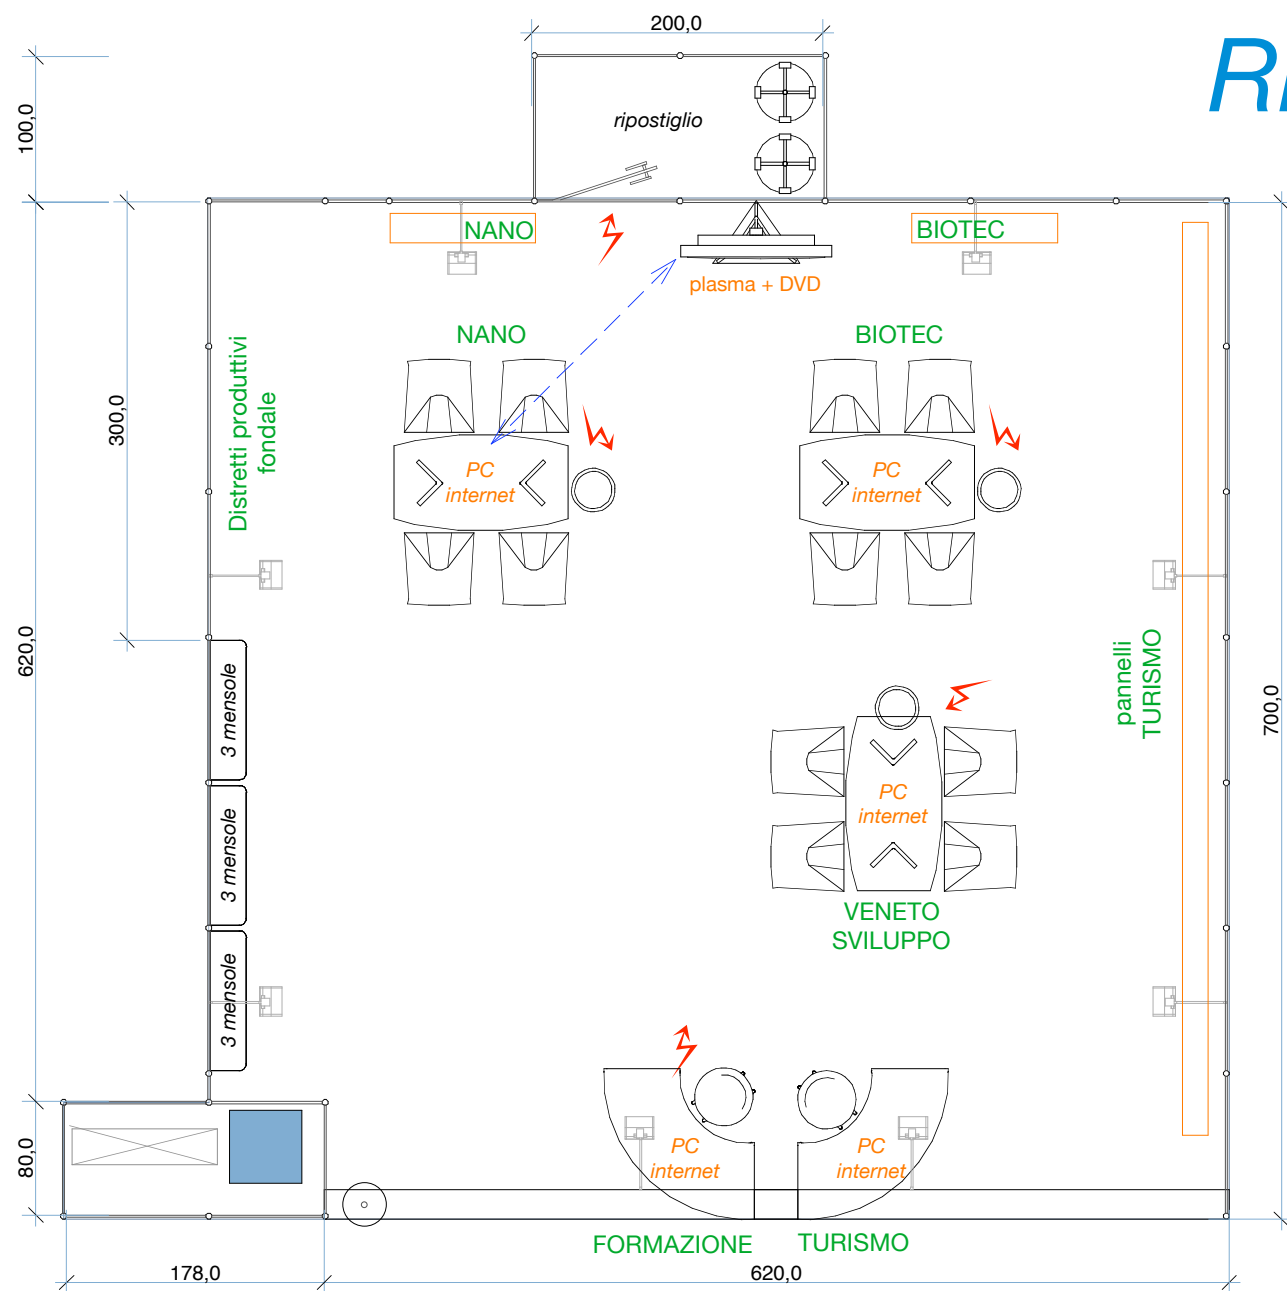 200,0
100,0
ripostiglio
NANO
BIOTEC
plasma + DVD
NANO
BIOTEC
Distretti produttivi
fondale
300,0
PC
internet
PC
internet
620,0
3 mensole
pannelli
TURISMO
700,0
PC
internet
3 mensole
VENETO
SVILUPPO
3 mensole
80,0
PC
internet
PC
internet
FORMAZIONE
TURISMO
178,0
620,0